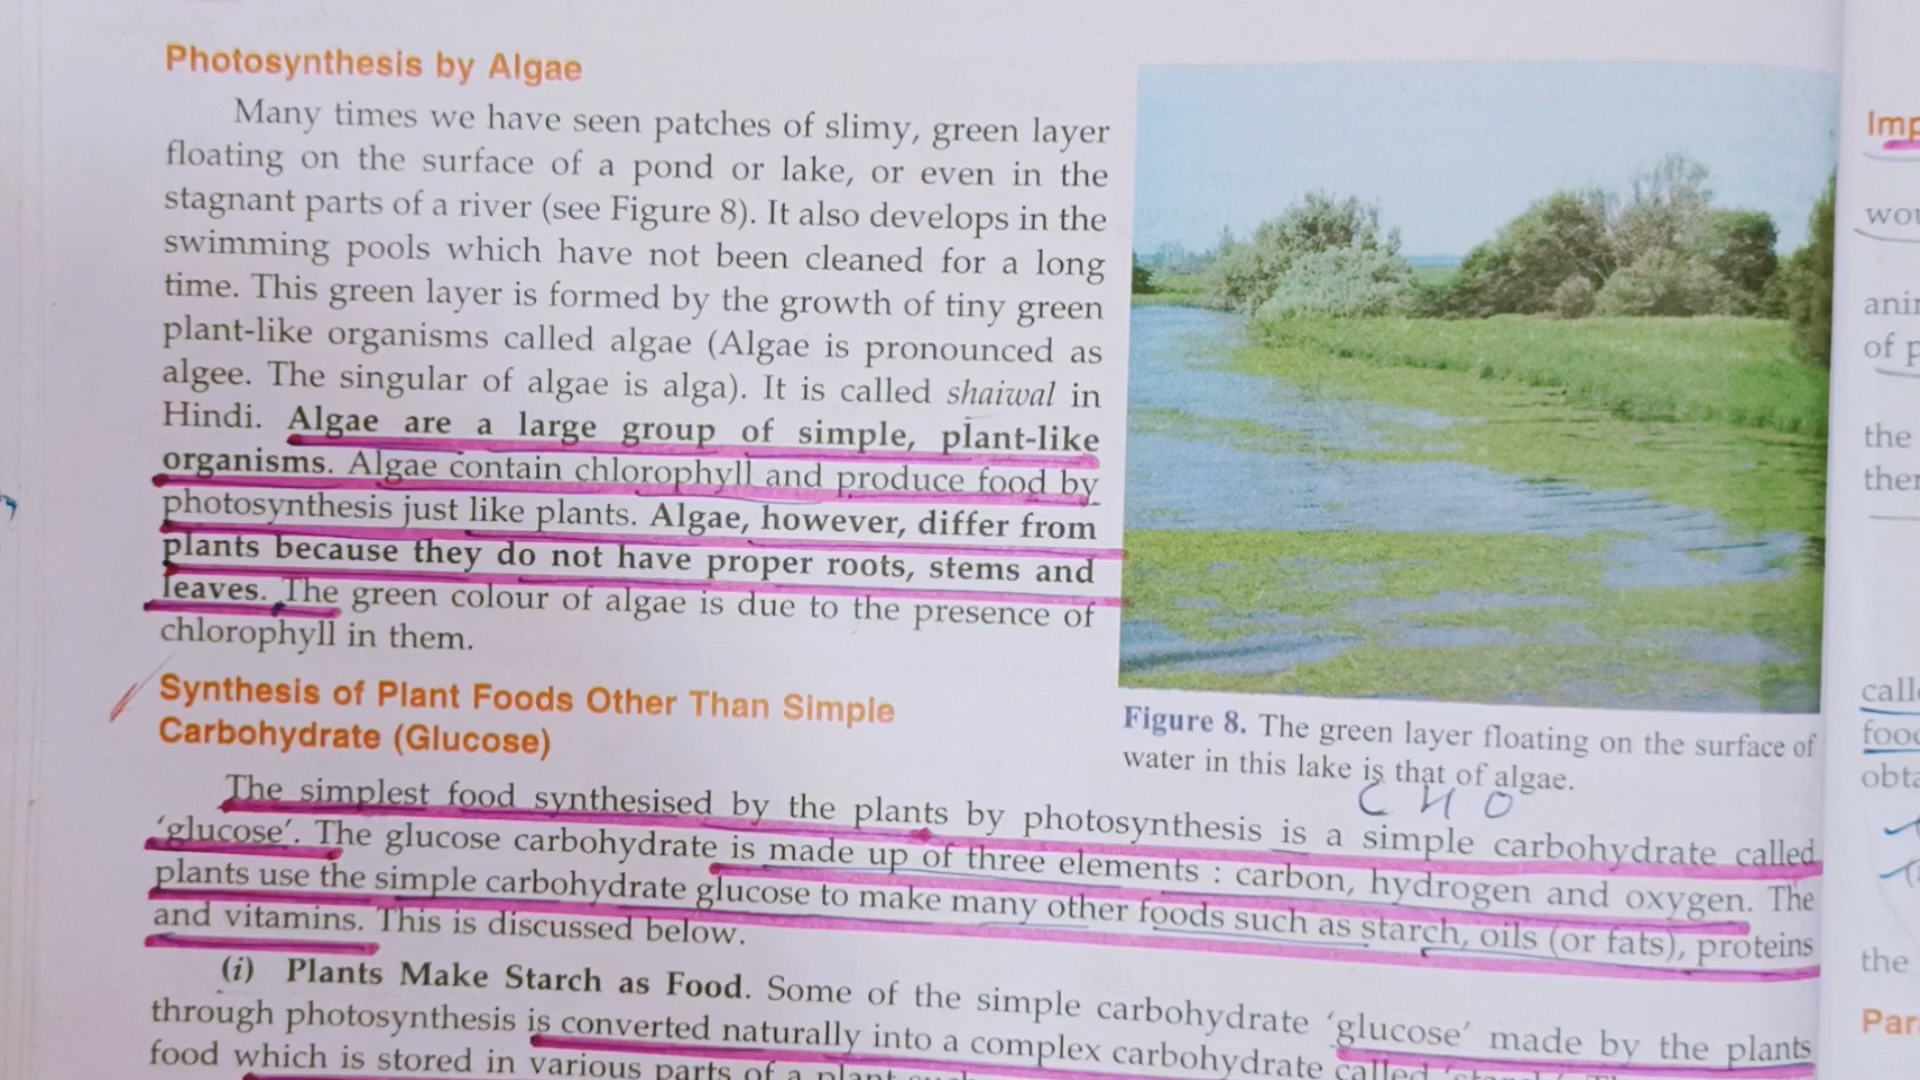 Photosynthesis by Algae
Many times we have seen patches of slimy, green layer
floating on the surface of a pond or lake, or even in the
stagnant parts of a river (see Figure 8). It also develops in the
swimming pools which have not been cleaned for a long
time. This green layer is formed by the growth of tiny green
plant-like organisms called algae (Algae is pronounced as
algee. The singular of algae is alga). It is called shaiwal in
Hindi. Algae are a large group of simple, plant-like
organisms. Algae contain chlorophyll and produce food by
photosynthesis just like plants. Algae, however, differ from
plants because they do not have proper roots, stems and
leaves. The green colour of algae is due to the presence of
chlorophyll in them.
Figure 8. The green layer floating on the surface of
water in this lake is that of algae.
Synthesis of Plant Foods Other Than Simple
Carbohydrate (Glucose)
C H O
The simplest food synthesised by the plants by photosynthesis is a simple carbohydrate called
'glucose'. The glucose carbohydrate is made up of three elements : carbon, hydrogen and oxygen. The
plants use the simple carbohydrate glucose to make many other foods such as starch, oils (or fats), proteins
and vitamins. This is discussed below.
(i) Plants Make Starch as Food. Some of the simple carbohydrate 'glucose' made by the plants
through photosynthesis is converted naturally into a complex carbohydrate called
food which is stored in various parts of a plant
of
the
the